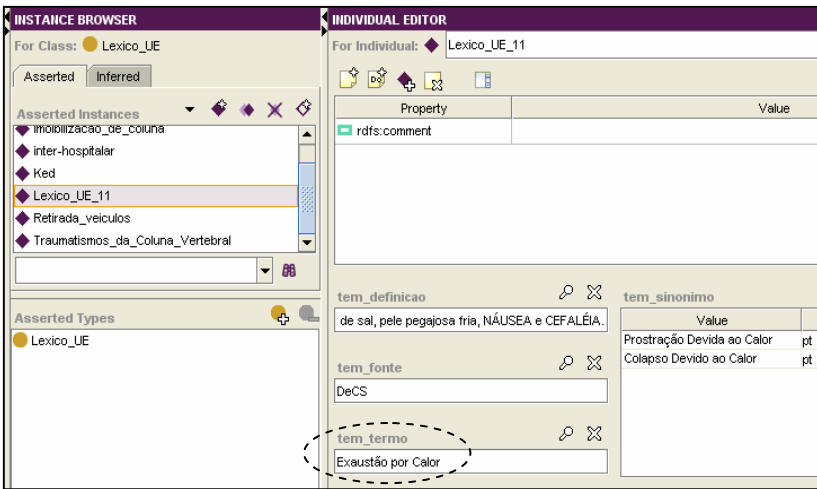 INSTANCE BROWSER
For Class: Lexico_UE
Asserted Inferred
Asserted Instances
imobilizacao_de_coluna
inter-hospitalar
Ked
Lexico_UE_11
Retirada_veiculos
Traumatismos_da_Coluna_Vertebral
Asserted Types
Lexico_UE
INDIVIDUAL EDITOR
For Individual: Lexico_UE_11
Property Value
rdfs:comment
tem_definicao
de sal, pele pegajosa fria, NÁUSEA e CEFALÉIA.
tem_fonte
DeCS
tem_termo
Exaustão por Calor
tem_sinonimo
Value
Prostração Devida ao Calor pt
Colapso Devido ao Calor pt